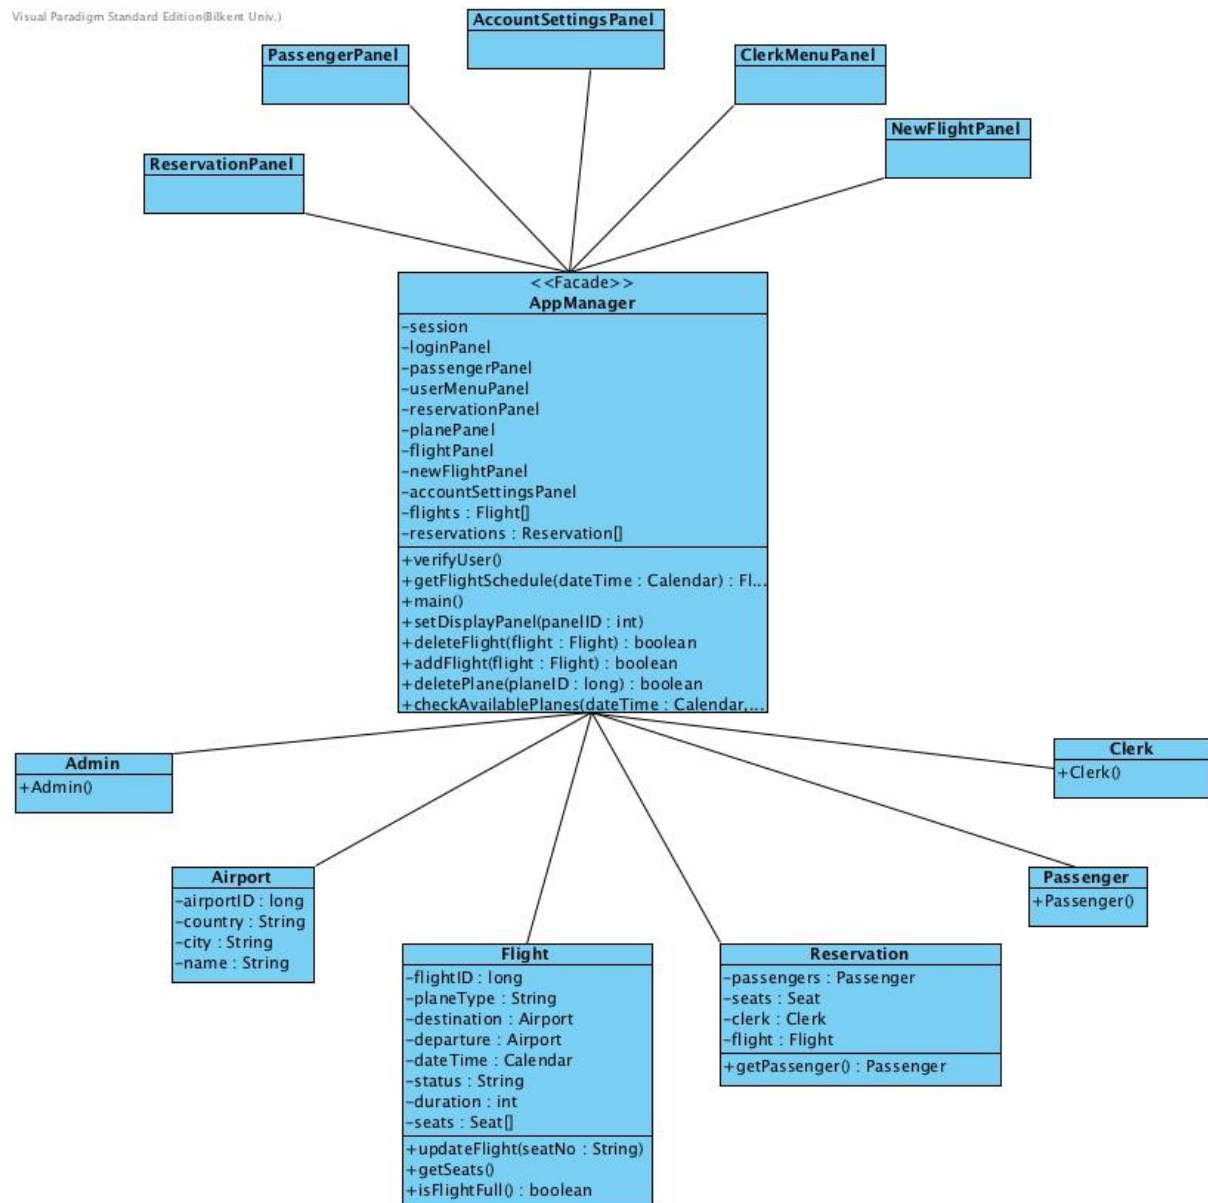 Visual Paradigm Standard Edition(Bilkent Univ.)
AccountSettingsPanel
PassengerPanel
ClerkMenuPanel
NewFlightPanel
ReservationPanel
<<Facade>>
AppManager
-session
-loginPanel
-passengerPanel
-userMenuPanel
-reservationPanel
-planePanel
-flightPanel
-newFlightPanel
-accountSettingsPanel
-flights : Flight[]
-reservations : Reservation[]
+verifyUser()
+getFlightSchedule(dateTime : Calendar) : Fl...
+main()
+setDisplayPanel(panelID : int)
+deleteFlight(flight : Flight) : boolean
+addFlight(flight : Flight) : boolean
+deletePlane(planeID : long) : boolean
+checkAvailablePlanes(dateTime : Calendar,...
Admin
+Admin()
Clerk
+Clerk()
Airport
-airportID : long
-country : String
-city : String
-name : String
Passenger
+Passenger()
Flight
-flightID : long
-planeType : String
-destination : Airport
-departure : Airport
-dateTime : Calendar
-status : String
-duration : int
-seats : Seat[]
+updateFlight(seatNo : String)
+getSeats()
+isFlightFull() : boolean
Reservation
-passengers : Passenger
-seats : Seat
-clerk : Clerk
-flight : Flight
+getPassenger() : Passenger